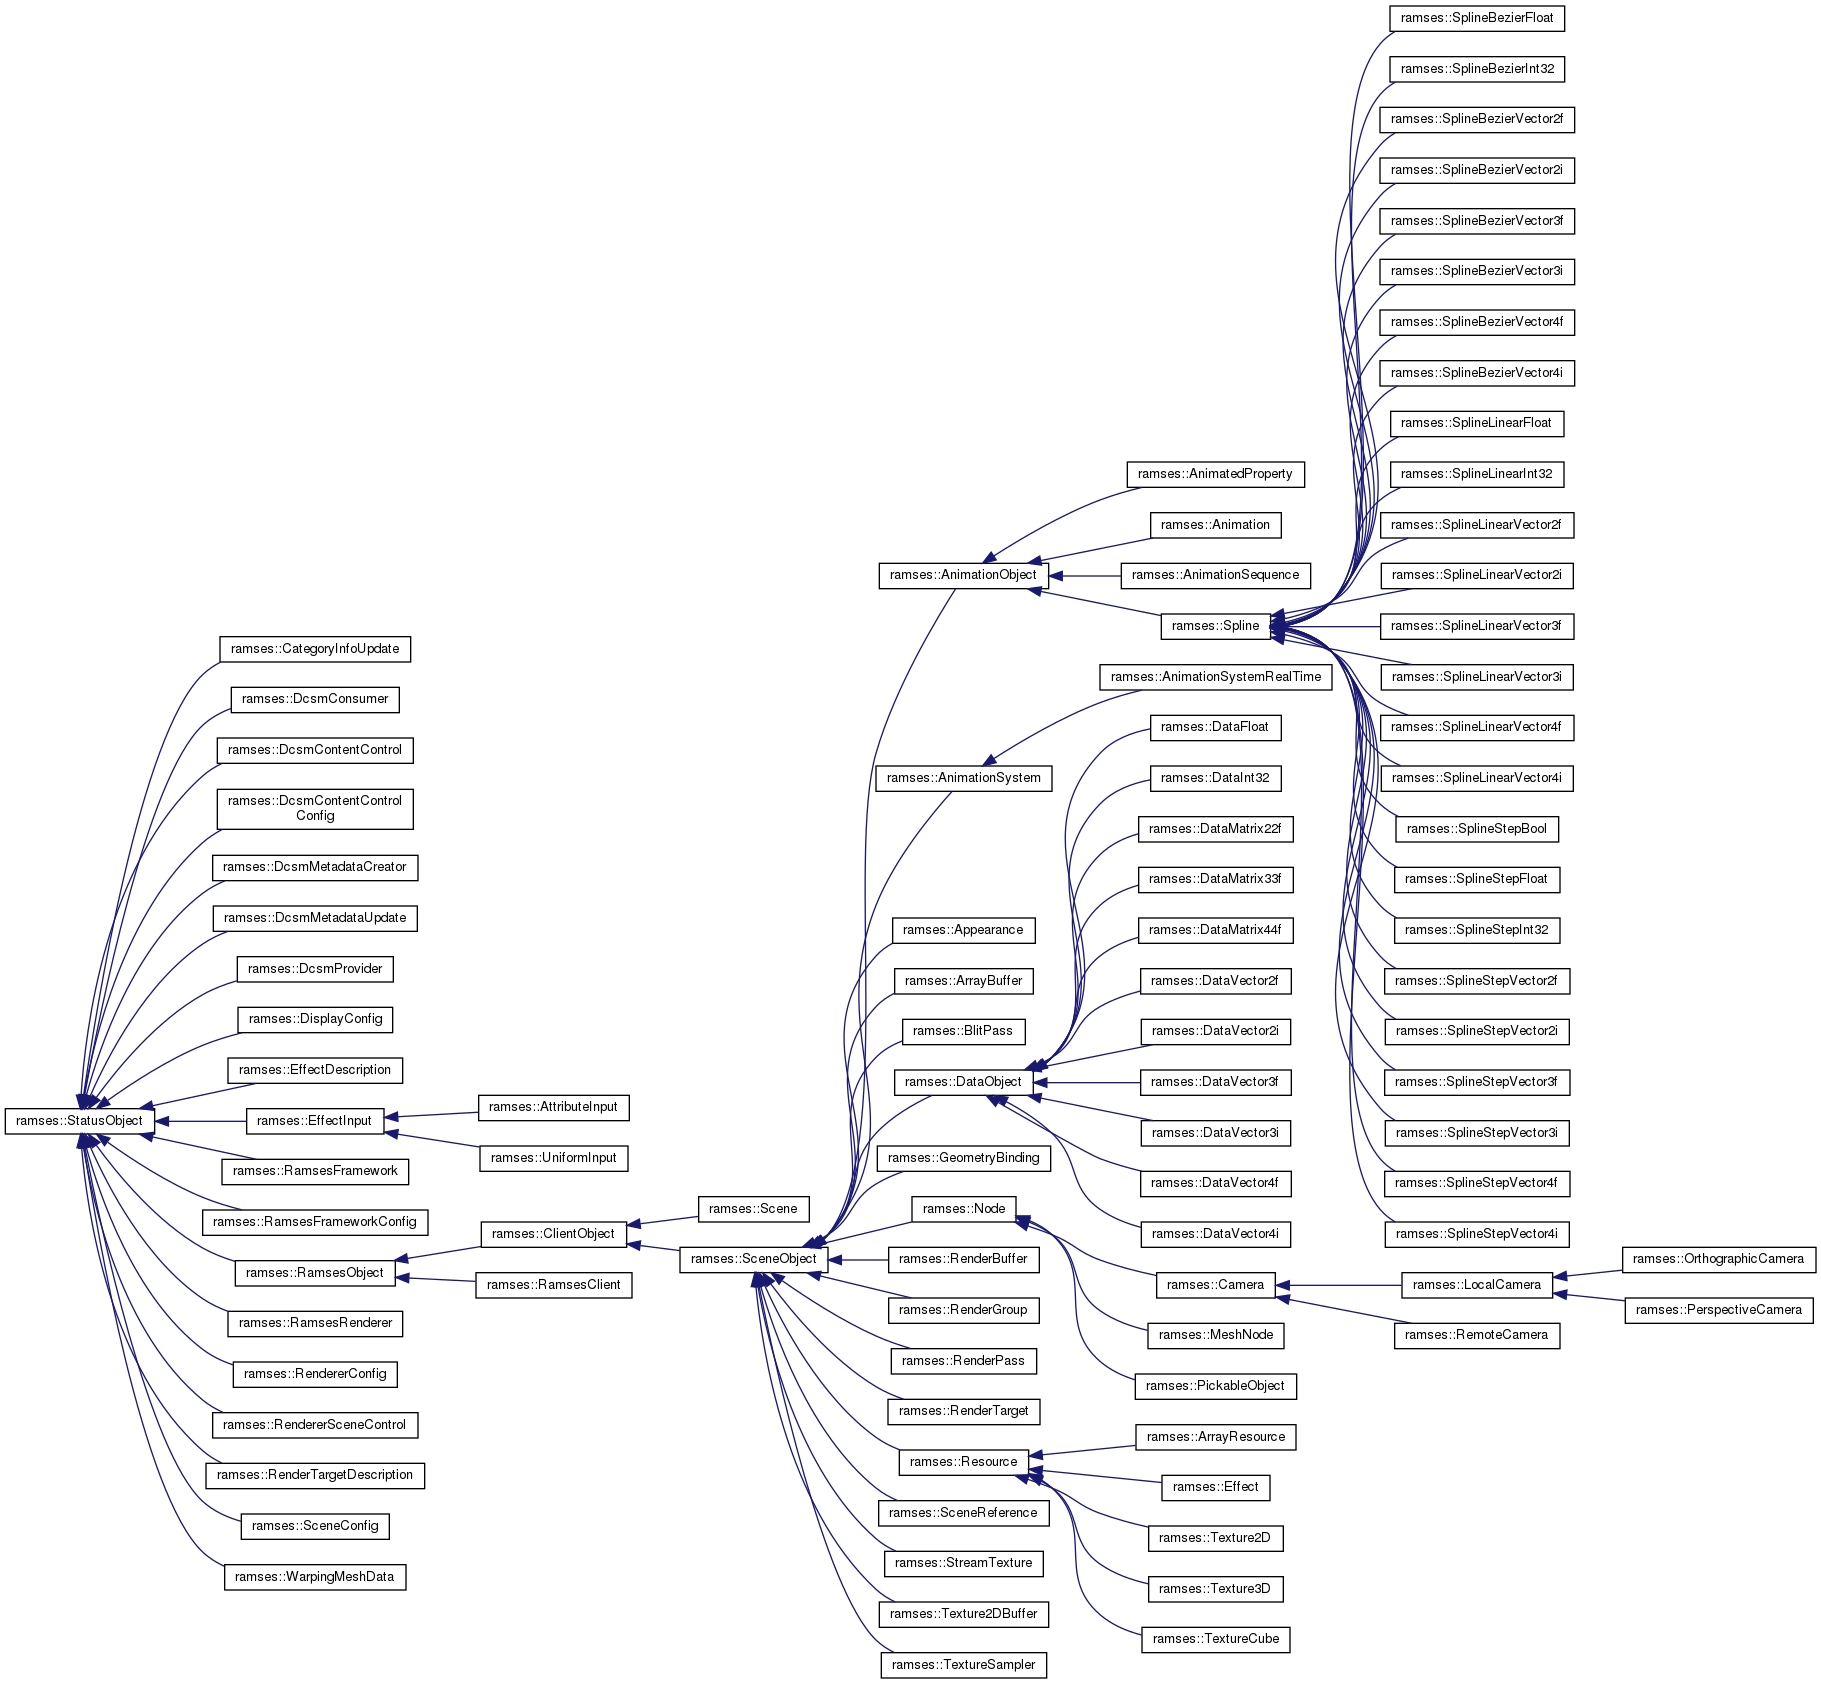 ramses::StatusObject
ramses::CategoryInfoUpdate
ramses::DcsmConsumer
ramses::DcsmContentControl
ramses::DcsmContentControl
Config
ramses::DcsmMetadataCreator
ramses::DcsmMetadataUpdate
ramses::DcsmProvider
ramses::DisplayConfig
ramses::EffectDescription
ramses::EffectInput
ramses::RamsesFramework
ramses::RamsesFrameworkConfig
ramses::RamsesObject
ramses::RamsesRenderer
ramses::RendererConfig
ramses::RendererSceneControl
ramses::RenderTargetDescription
ramses::SceneConfig
ramses::WarpingMeshData
ramses::AttributeInput
ramses::UniformInput
ramses::ClientObject
ramses::RamsesClient
ramses::Scene
ramses::SceneObject
ramses::AnimationObject
ramses::AnimationSystem
ramses::Appearance
ramses::ArrayBuffer
ramses::BlitPass
ramses::DataObject
ramses::GeometryBinding
ramses::Node
ramses::RenderBuffer
ramses::RenderGroup
ramses::RenderPass
ramses::RenderTarget
ramses::Resource
ramses::SceneReference
ramses::StreamTexture
ramses::Texture2DBuffer
ramses::TextureSampler
ramses::AnimatedProperty
ramses::Animation
ramses::AnimationSequence
ramses::Spline
ramses::AnimationSystemRealTime
ramses::DataFloat
ramses::DataInt32
ramses::DataMatrix22f
ramses::DataMatrix33f
ramses::DataMatrix44f
ramses::DataVector2f
ramses::DataVector2i
ramses::DataVector3f
ramses::DataVector3i
ramses::DataVector4f
ramses::DataVector4i
ramses::Camera
ramses::MeshNode
ramses::PickableObject
ramses::ArrayResource
ramses::Effect
ramses::Texture2D
ramses::Texture3D
ramses::TextureCube
ramses::SplineBezierFloat
ramses::SplineBezierInt32
ramses::SplineBezierVector2f
ramses::SplineBezierVector2i
ramses::SplineBezierVector3f
ramses::SplineBezierVector3i
ramses::SplineBezierVector4f
ramses::SplineBezierVector4i
ramses::SplineLinearFloat
ramses::SplineLinearInt32
ramses::SplineLinearVector2f
ramses::SplineLinearVector2i
ramses::SplineLinearVector3f
ramses::SplineLinearVector3i
ramses::SplineLinearVector4f
ramses::SplineLinearVector4i
ramses::SplineStepBool
ramses::SplineStepFloat
ramses::SplineStepInt32
ramses::SplineStepVector2f
ramses::SplineStepVector2i
ramses::SplineStepVector3f
ramses::SplineStepVector3i
ramses::SplineStepVector4f
ramses::SplineStepVector4i
ramses::LocalCamera
ramses::RemoteCamera
ramses::OrthographicCamera
ramses::PerspectiveCamera